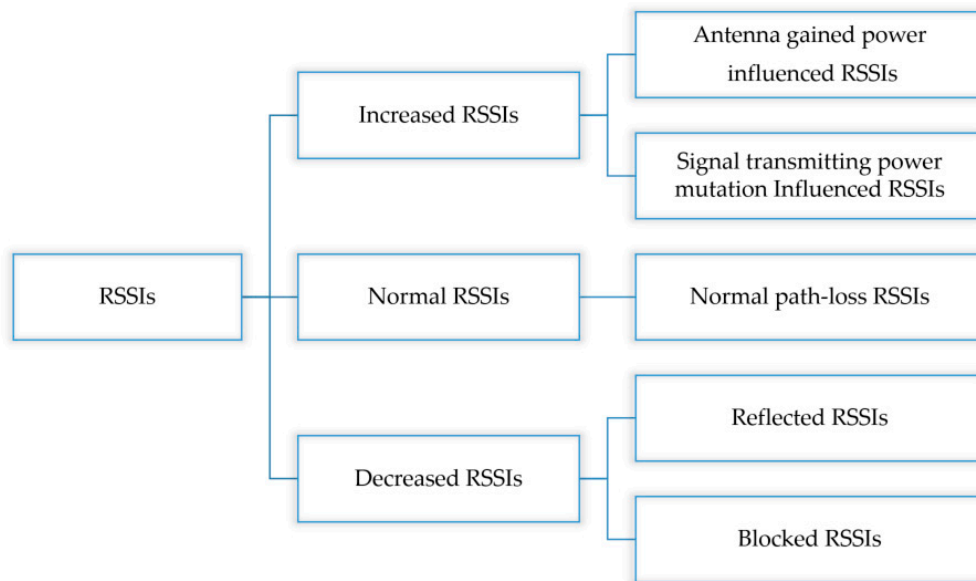 RSSIs
Increased RSSIs
Antenna gained power
influenced RSSIs
Signal transmitting power
mutation Influenced RSSIs
Normal RSSIs
Normal path-loss RSSIs
Decreased RSSIs
Reflected RSSIs
Blocked RSSIs